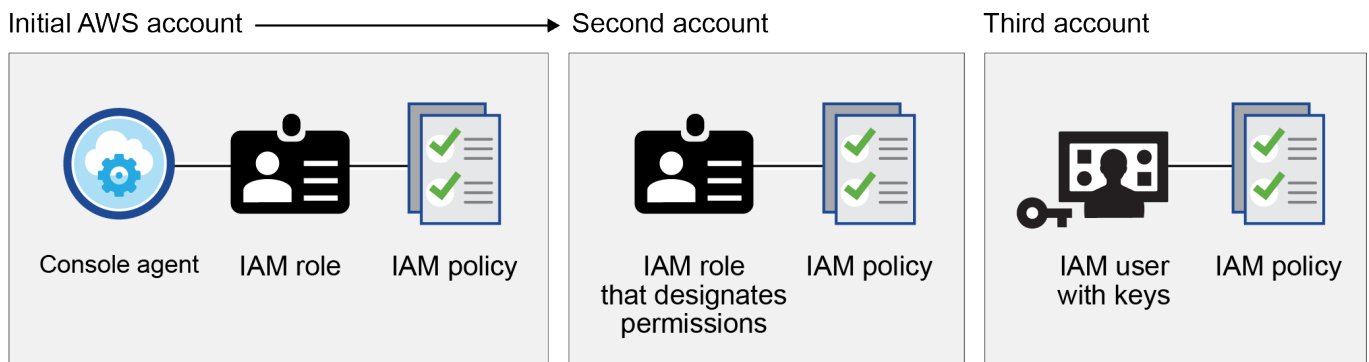 Initial AWS account
Second account
Third account
Console agent
IAM role
IAM policy
IAM role
that designates
permissions
IAM policy
IAM user
with keys
IAM policy